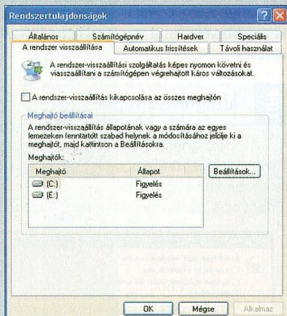 Rendszertulajdonságok
Általános Számítógépnév Hardver Speciális
A rendszer visszaállítása Automatikus frissítések Távoli használat
A rendszer-visszaállítási szolgáltatás képes nyomon követni és
visszaállítani a számítógépen végrehajtott káros változásokat.
A rendszer-visszaállítás kikapcsolása az összes meghajtón
Meghajtó beállításai
A rendszer-visszaállítás állapotának vagy a számára az egyes
lemezeken fenntartott szabad helynek a módosításához jelölje ki a
meghajtót, majd kattintson a Beállításokra.
Meghajtók:
Meghajtó Állapot Beállítások...
(C:) Figyelés
(E:) Figyelés
OK Mégse Alkalmaz